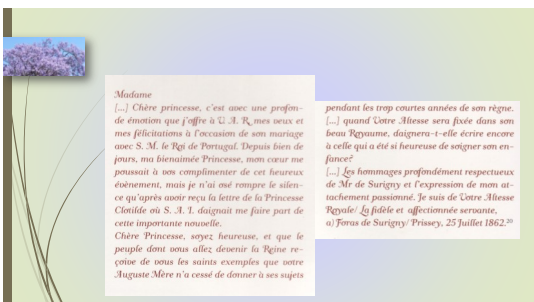 Madame
[...] Chère princesse, c'est avec une profon-
de émotion que j'offre à V. A. R. mes veux et
mes félicitations à l'occasion de son mariage
avec S. M. le Roi de Portugal. Depuis bien de
jours, ma bienaimée Princesse, mon cœur me
poussait à vos complimenter de cet heureux
évènement, mais je n'ai osé rompre le silen-
ce qu'après avoir reçu la lettre de la Princesse
Clotilde où S. A. I. daignait me faire part de
cette importante nouvelle.
Chère Princesse, soyez heureuse, et que le
peuple dont vous allez devenir la Reine re-
çoive de vous les saints exemples que votre
Auguste Mère n'a cessé de donner à ses sujets
pendant les trop courtes années de son règne.
[...] quand Votre Altesse sera fixée dans son
beau Royaume, daignera-t-elle écrire encore
à celle qui a été si heureuse de soigner son en-
fance?
[...] Les hommages profondément respectueux
de Mr de Surigny et l'expression de mon at-
tachement passionné. Je suis de Votre Altesse
Royale/ La fidèle et affectionnée servante,
a) Foras de Surigny/ Prissey, 25 Juillet 1862.20